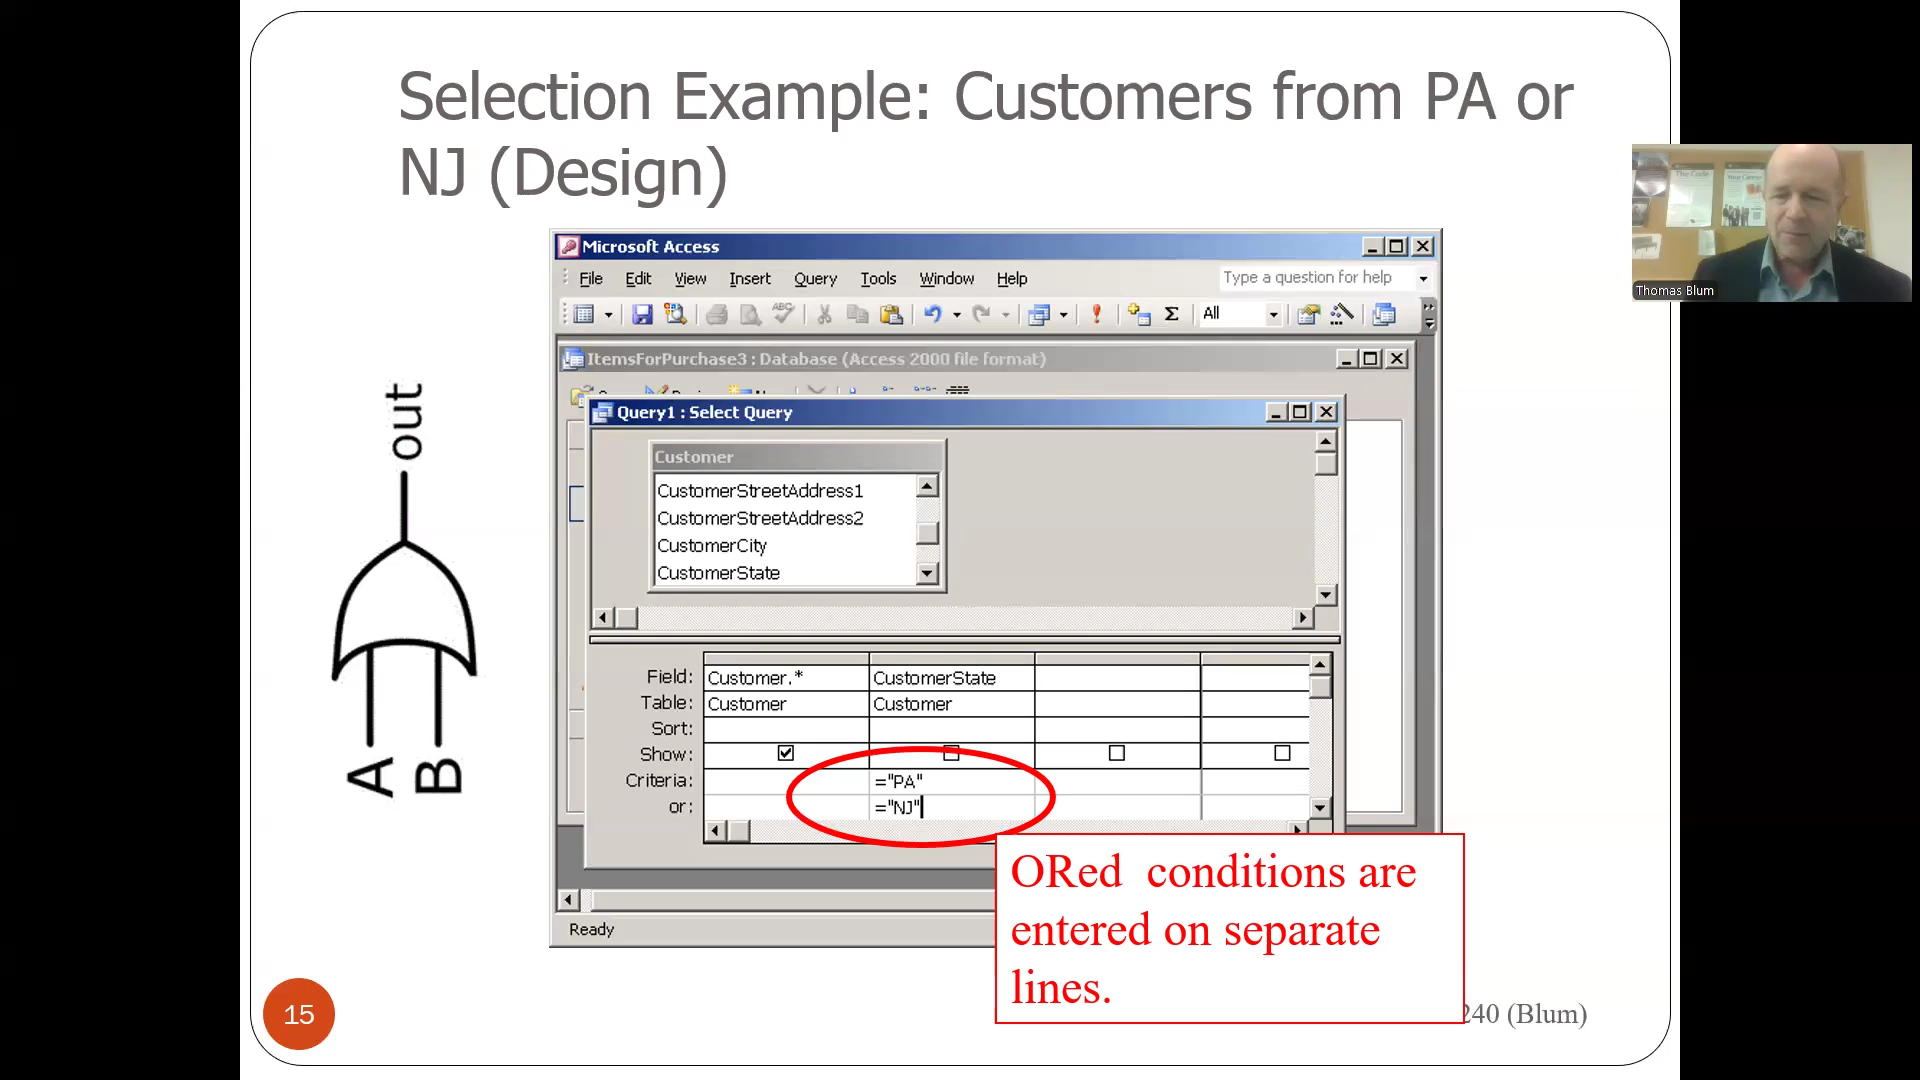 Selection Example: Customers from PA or
NJ (Design)
Thomas Blum
out
A
B
Microsoft Access
File Edit View Insert Query Tools Window Help
Type a question for help
ABC
Σ All
ItemsForPurchase3 : Database (Access 2000 file format)
Query1 : Select Query
Customer
CustomerStreetAddress1
CustomerStreetAddress2
CustomerCity
CustomerState
Field: Customer.* CustomerState
Table: Customer Customer
Sort:
Show:
Criteria: ="PA"
or: ="NJ"
Ready
ORed conditions are
entered on separate
lines.
15
240 (Blum)